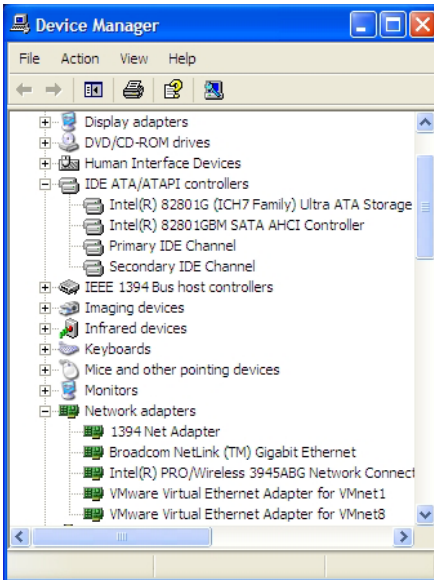 Device Manager
File Action View Help
Display adapters
DVD/CD-ROM drives
Human Interface Devices
IDE ATA/ATAPI controllers
Intel(R) 82801G (ICH7 Family) Ultra ATA Storage
Intel(R) 82801GBM SATA AHCI Controller
Primary IDE Channel
Secondary IDE Channel
IEEE 1394 Bus host controllers
Imaging devices
Infrared devices
Keyboards
Mice and other pointing devices
Monitors
Network adapters
1394 Net Adapter
Broadcom NetLink (TM) Gigabit Ethernet
Intel(R) PRO/Wireless 3945ABG Network Connect
VMware Virtual Ethernet Adapter for VMnet1
VMware Virtual Ethernet Adapter for VMnet8